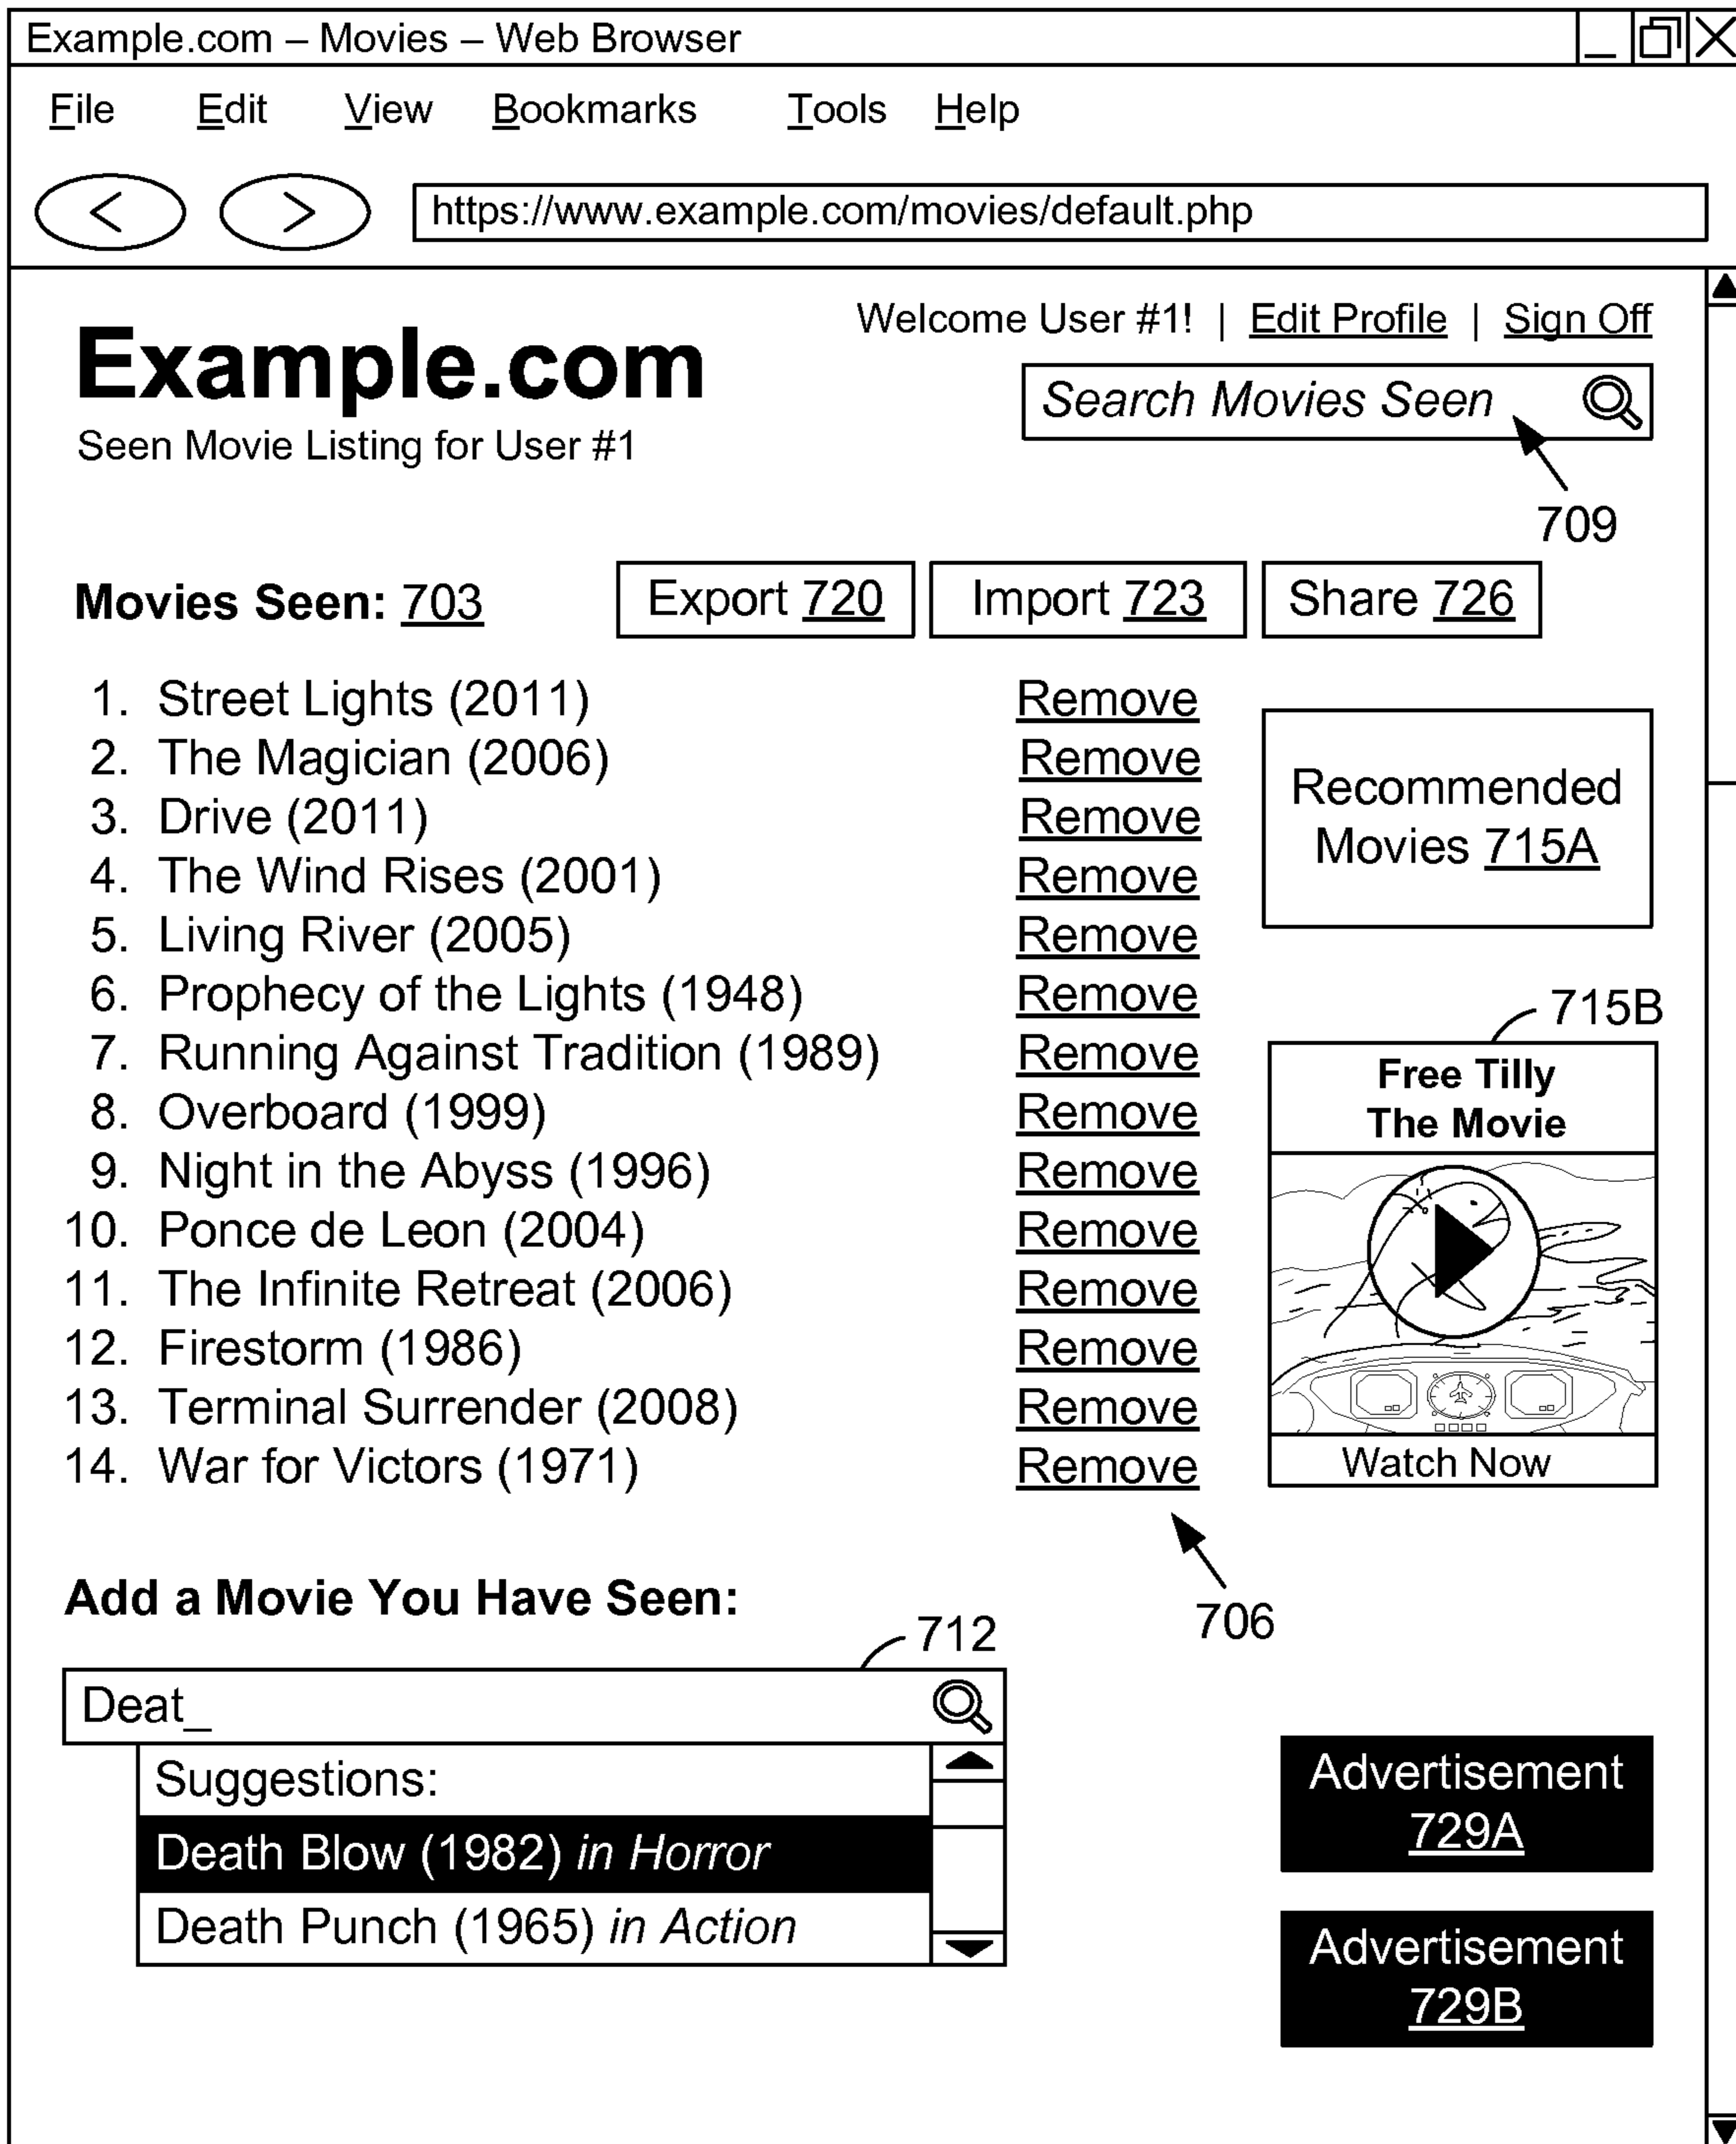 Example.com – Movies – Web Browser
File Edit View Bookmarks Tools Help
< > https://www.example.com/movies/default.php
Welcome User #1! | Edit Profile | Sign Off
Example.com
Search Movies Seen
Seen Movie Listing for User #1
709
Movies Seen: 703 Export 720 Import 723 Share 726
1. Street Lights (2011) Remove
2. The Magician (2006) Remove
3. Drive (2011) Remove
4. The Wind Rises (2001) Remove
5. Living River (2005) Remove
6. Prophecy of the Lights (1948) Remove
7. Running Against Tradition (1989) Remove
8. Overboard (1999) Remove
9. Night in the Abyss (1996) Remove
10. Ponce de Leon (2004) Remove
11. The Infinite Retreat (2006) Remove
12. Firestorm (1986) Remove
13. Terminal Surrender (2008) Remove
14. War for Victors (1971) Remove
706
Recommended
Movies 715A
715B
Free Tilly
The Movie
Watch Now
Add a Movie You Have Seen:
712
Deat_
Suggestions:
Death Blow (1982) in Horror
Death Punch (1965) in Action
Advertisement
729A
Advertisement
729B